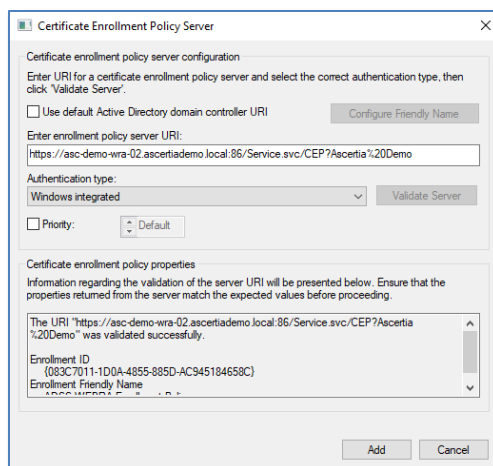 Certificate Enrollment Policy Server
Certificate enrollment policy server configuration
Enter URI for a certificate enrollment policy server and select the correct authentication type, then
click 'Validate Server'.
Use default Active Directory domain controller URI
Configure Friendly Name
Enter enrollment policy server URI:
https://asc-demo-wra-02.ascertiademo.local:86/Service.svc/CEP?Ascertia%20Demo
Authentication type:
Windows integrated
Validate Server
Priority:
Default
Certificate enrollment policy properties
Information regarding the validation of the server URI will be presented below. Ensure that the
properties returned from the server match the expected values before proceeding.
The URI "https://asc-demo-wra-02.ascertiademo.local:86/Service.svc/CEP?Ascertia
%20Demo" was validated successfully.
Enrollment ID
{083C7011-1D0A-4855-885D-AC945184658C}
Enrollment Friendly Name
Add
Cancel